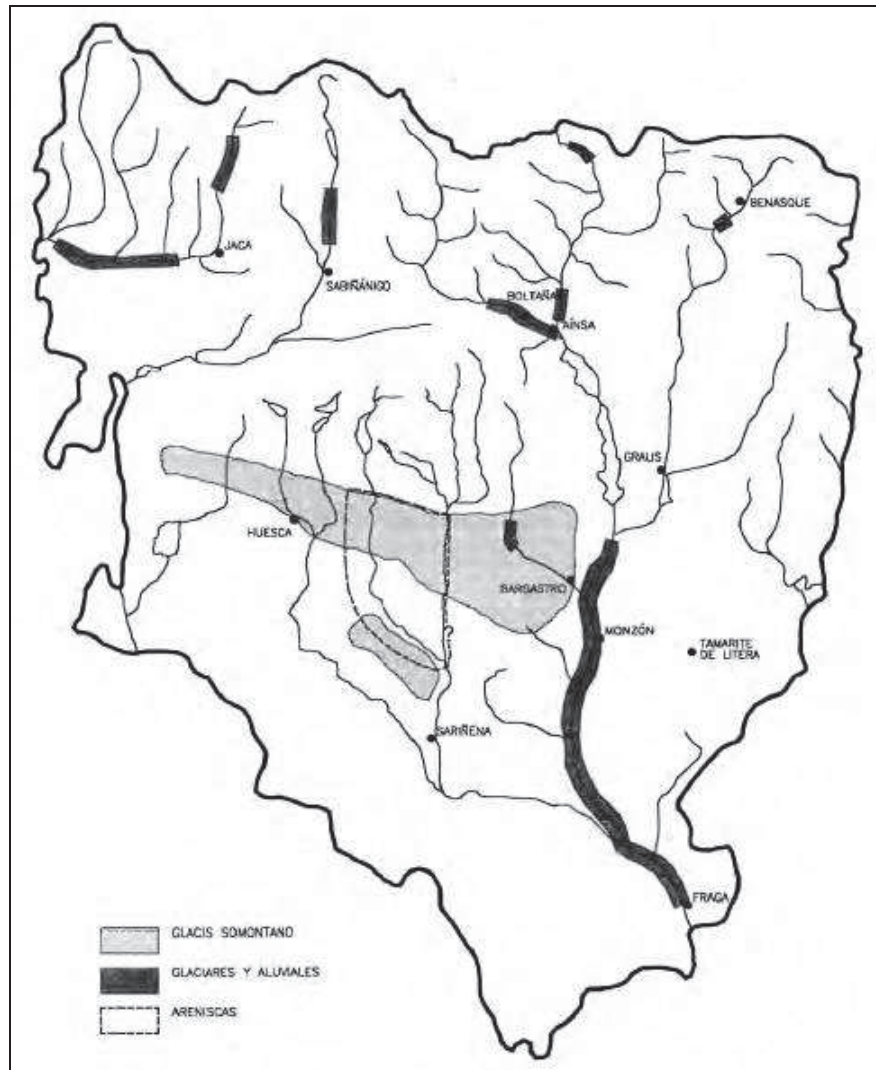 BENASQUE
JACA
SABIÑÁNIGO
BOLTAÑA
AÍNSA
GRAUS
HUESCA
BARBASTRO
MONZÓN
TAMARITE
DE LITERA
SARIÑENA
FRAGA
GLACIS SOMONTANO
GLACIARES Y ALUVIALES
ARENISCAS